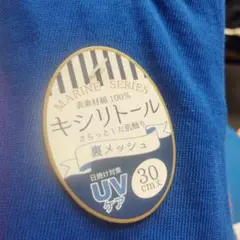 MARINE SERIES
表素材綿100%
キシリトール
さらっとした肌触り
裏メッシュ
日焼け対策
UV
ケア
30
cm丈